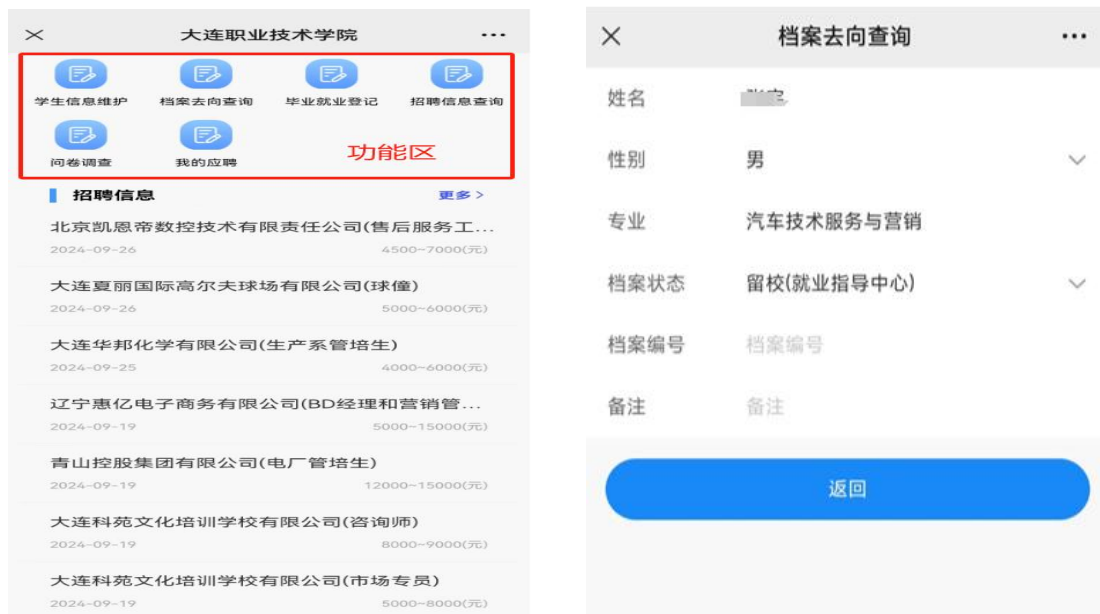 大连职业技术学院
学生信息维护 档案去向查询 毕业就业登记 招聘信息查询
问卷调查 我的应聘 功能区
招聘信息 更多>
北京凯恩帝数控技术有限责任公司(售后服务工...
2024-09-26 4500~7000(元)
大连夏丽国际高尔夫球场有限公司(球僮)
2024-09-26 5000~6000(元)
大连华邦化学有限公司(生产系管培生)
2024-09-25 4000~6000(元)
辽宁惠亿电子商务有限公司(BD经理和营销管...
2024-09-19 5000~15000(元)
青山控股集团有限公司(电厂管培生)
2024-09-19 12000~15000(元)
大连科苑文化培训学校有限公司(咨询师)
2024-09-19 8000~9000(元)
大连科苑文化培训学校有限公司(市场专员)
2024-09-19 5000~8000(元)
档案去向查询
姓名
性别 男
专业 汽车技术服务与营销
档案状态 留校(就业指导中心)
档案编号 档案编号
备注 备注
返回